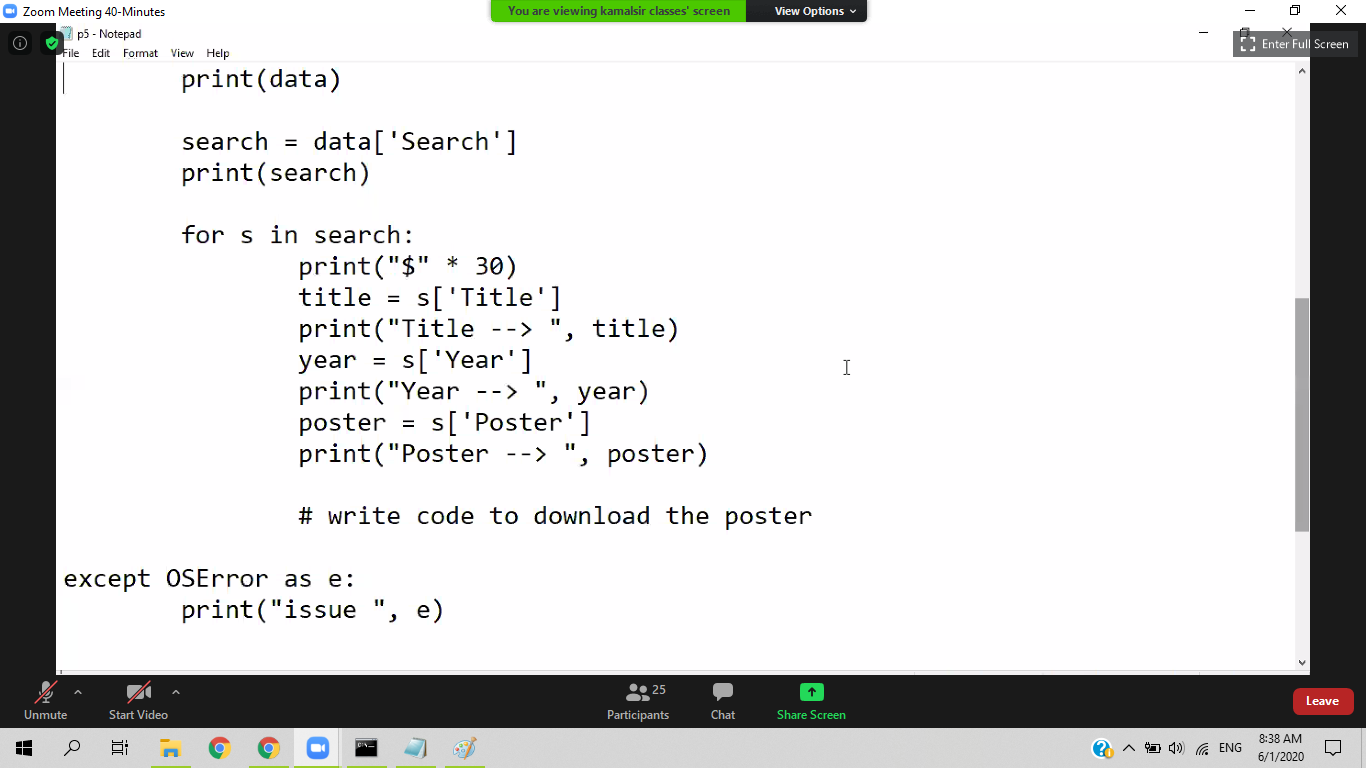 Zoom Meeting 40-Minutes
You are viewing kamalsir classes' screen
View Options
p5 - Notepad
File Edit Format View Help
Enter Full Screen
print(data)
search = data['Search']
print(search)
for s in search:
print("$" * 30)
title = s['Title']
print("Title --> ", title)
year = s['Year']
print("Year --> ", year)
poster = s['Poster']
print("Poster --> ", poster)
# write code to download the poster
except OSError as e:
print("issue ", e)
25
Unmute Start Video Participants Chat Share Screen Leave
ENG
8:38 AM
6/1/2020